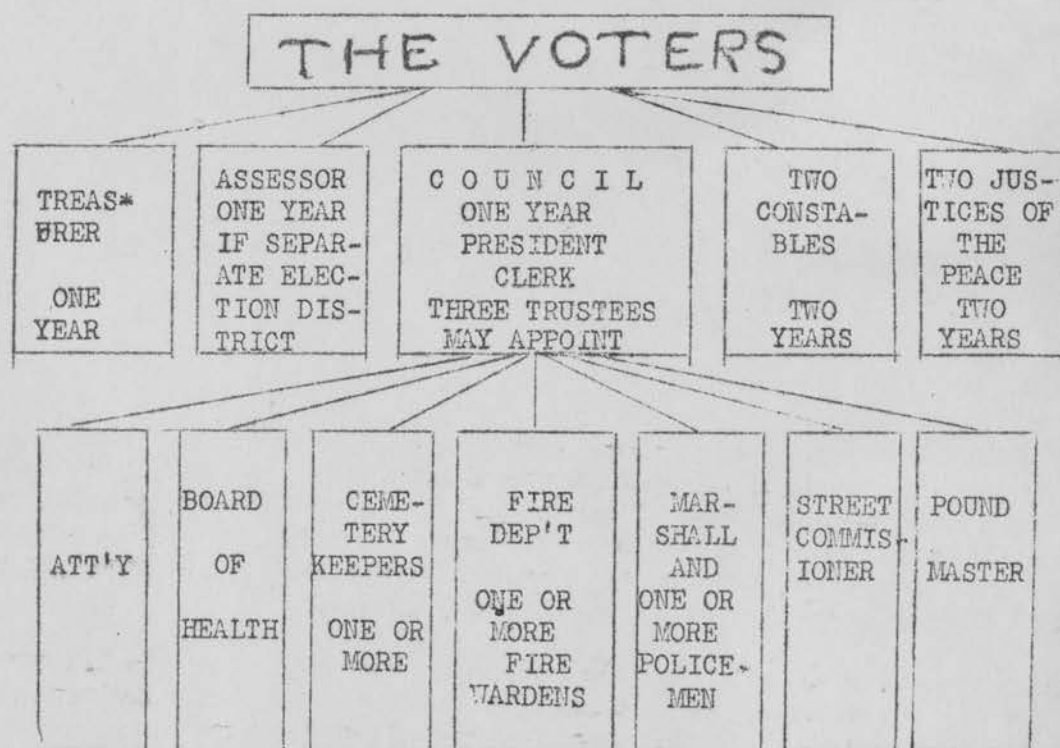 THE VOTERS
TREAS*
URER
ONE
YEAR
ASSESSOR
ONE YEAR
IF SEPAR-
ATE ELEC-
TION DIS-
TRICT
C O U N C I L
ONE YEAR
PRESIDENT
CLERK
THREE TRUSTEES
MAY APPOINT
TWO
CONSTA-
BLES
TWO
YEARS
TWO JUS-
TICES OF
THE
PEACE
TWO
YEARS
ATT'Y
BOARD
OF
HEALTH
CEME-
TERY
KEEPERS
ONE OR
MORE
FIRE
DEP'T
ONE OR
MORE
FIRE
WARDENS
MAR-
SHALL
AND
ONE OR
MORE
POLICE-
MEN
STREET
COMMIS-
IONER
POUND
MASTER